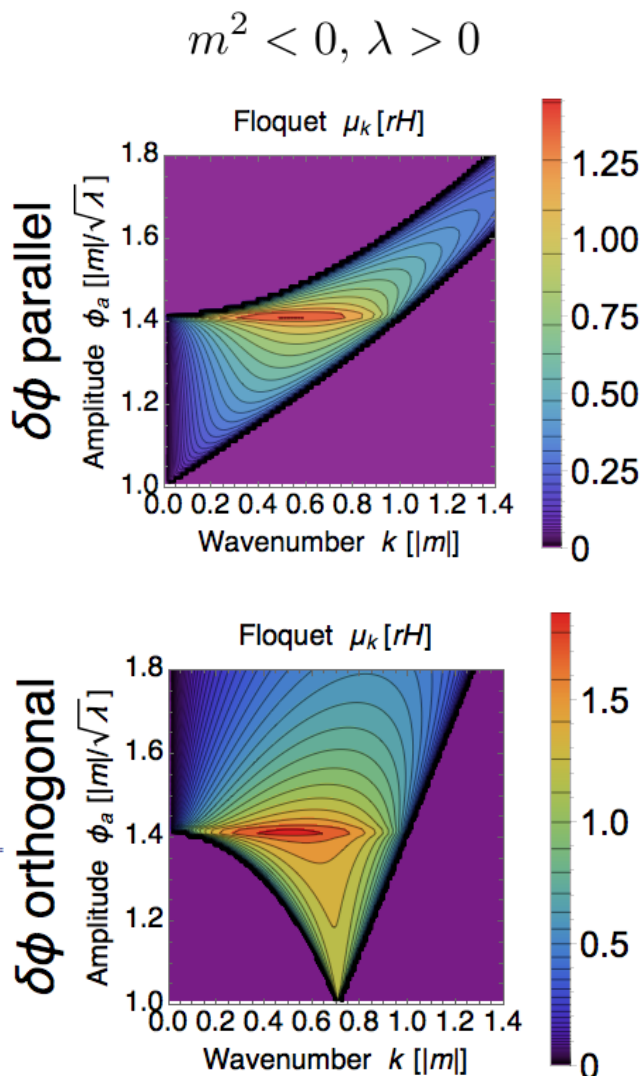 m² < 0, λ > 0
Floquet μₖ [rH]
δϕ parallel
Amplitude ϕₐ [|m|/√λ]
1.8
1.6
1.4
1.2
1.0
0.0 0.2 0.4 0.6 0.8 1.0 1.2 1.4
Wavenumber k [|m|]
1.25
1.00
0.75
0.50
0.25
0
Floquet μₖ [rH]
δϕ orthogonal
Amplitude ϕₐ [|m|/√λ]
1.8
1.6
1.4
1.2
1.0
0.0 0.2 0.4 0.6 0.8 1.0 1.2 1.4
Wavenumber k [|m|]
1.5
1.0
0.5
0